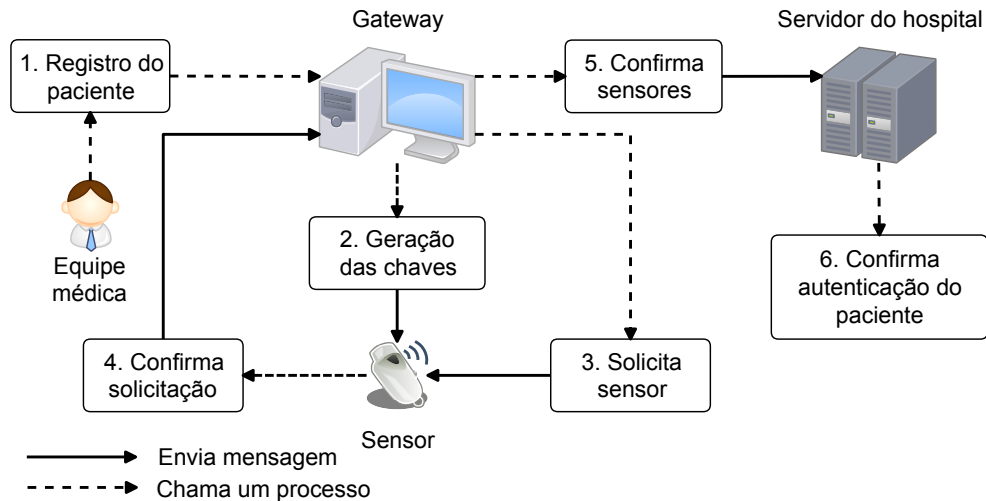 Gateway
Servidor do hospital
1. Registro do
paciente
5. Confirma
sensores
Equipe
médica
2. Geração
das chaves
6. Confirma
autenticação do
paciente
4. Confirma
solicitação
3. Solicita
sensor
Sensor
Envia mensagem
Chama um processo